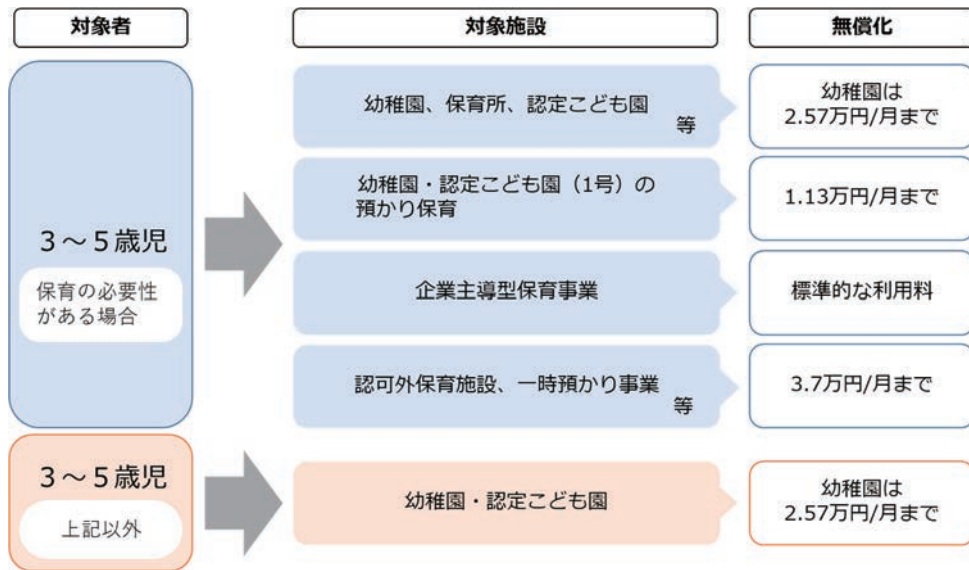 対象者
対象施設
無償化
3~5歳児
保育の必要性
がある場合
幼稚園、保育所、認定こども園
等
幼稚園は
2.57万円/月まで
幼稚園・認定こども園(1号)の
預かり保育
1.13万円/月まで
企業主導型保育事業
標準的な利用料
認可外保育施設、一時預かり事業
等
3.7万円/月まで
3~5歳児
上記以外
幼稚園・認定こども園
幼稚園は
2.57万円/月まで